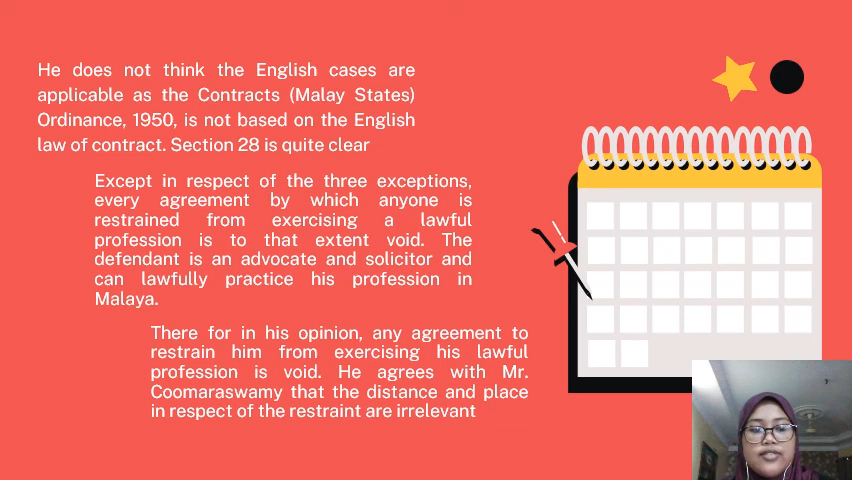 He does not think the English cases are
applicable as the Contracts (Malay States)
Ordinance, 1950, is not based on the English
law of contract. Section 28 is quite clear
Except in respect of the three exceptions,
every agreement by which anyone is
restrained from exercising a lawful
profession is to that extent void. The
defendant is an advocate and solicitor and
can lawfully practice his profession in
Malaya.
There for in his opinion, any agreement to
restrain him from exercising his lawful
profession is void. He agrees with Mr.
Coomaraswamy that the distance and place
in respect of the restraint are irrelevant